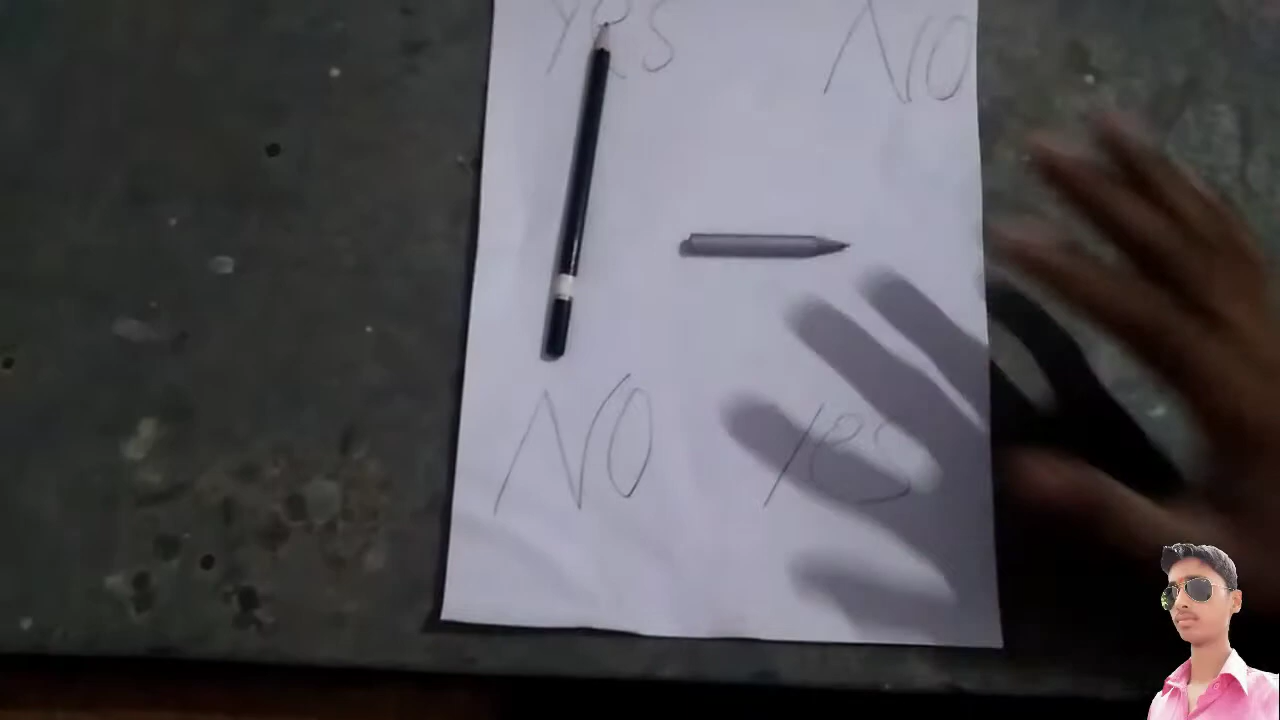 Yes NO
NO Yes